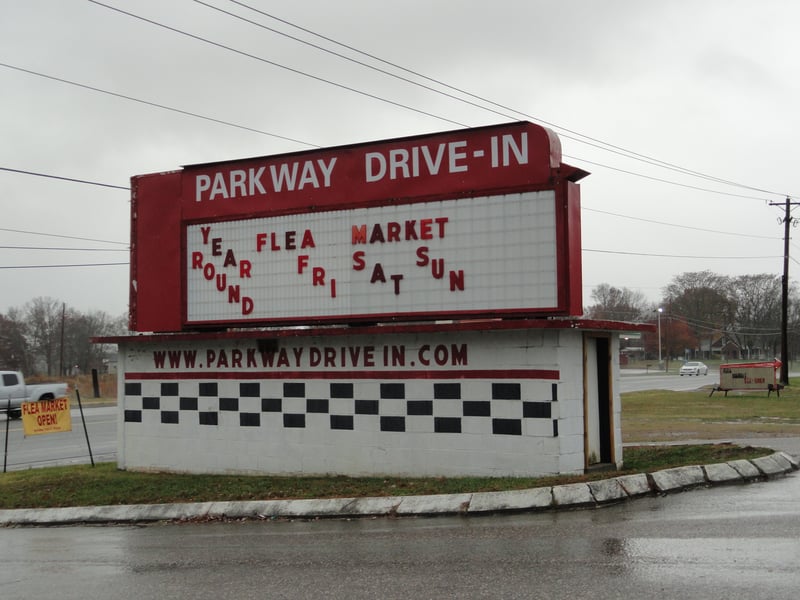 PARKWAY DRIVE-IN
YEAR FLEA MARKET
ROUND FRI SAT SUN
WWW.PARKWAYDRIVEIN.COM
FLEA MARKET
OPEN!